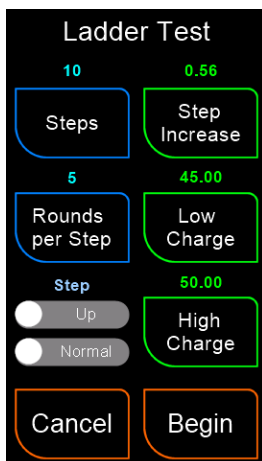 Ladder Test
10
0.56
Steps
Step
Increase
5
45.00
Rounds
per Step
Low
Charge
Step
50.00
Up
Normal
High
Charge
Cancel
Begin